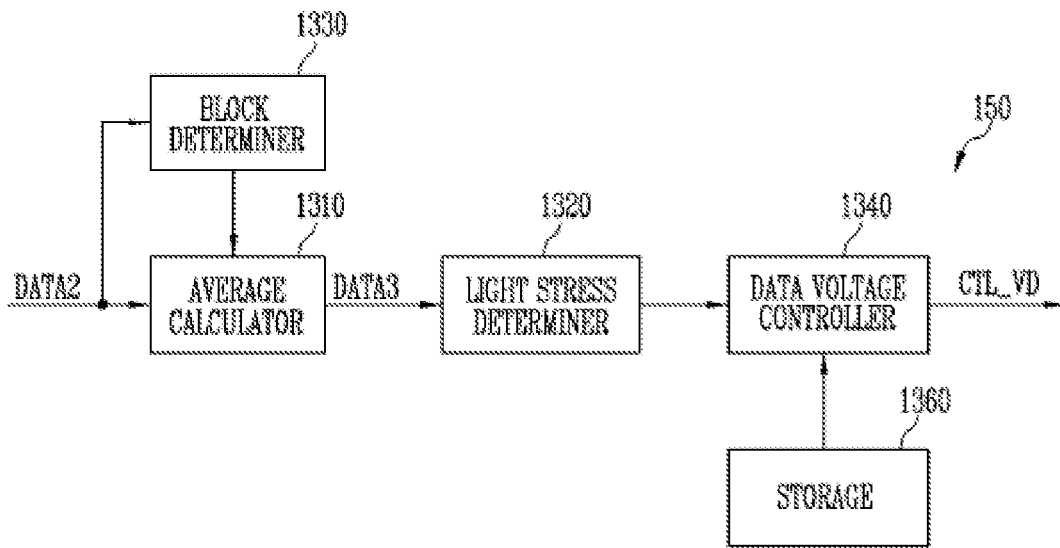 1330
BLOCK
DETERMINER
150
1310
1320
1340
DATA2
AVERAGE
CALCULATOR
DATA3
LIGHT STRESS
DETERMINER
DATA VOLTAGE
CONTROLLER
CTL_VD
1360
STORAGE